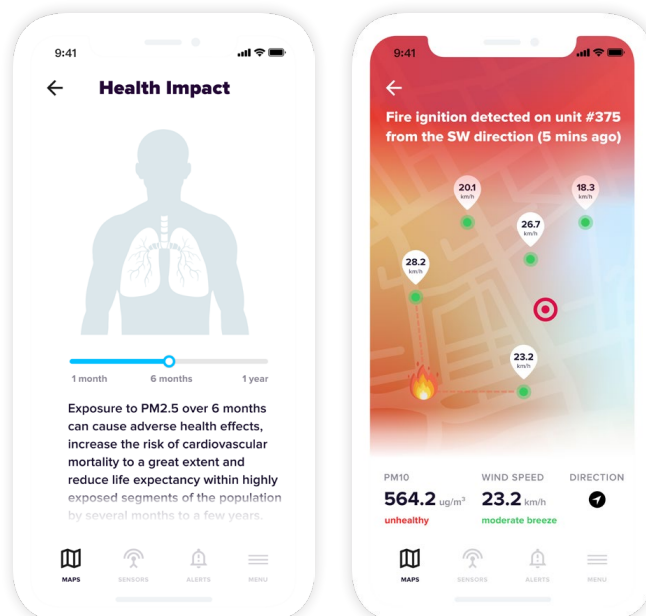 9:41
Health Impact
1 month 6 months 1 year
Exposure to PM2.5 over 6 months
can cause adverse health effects,
increase the risk of cardiovascular
mortality to a great extent and
reduce life expectancy within highly
exposed segments of the population
by several months to a few years.
MAPS SENSORS ALERTS MENU
9:41
Fire ignition detected on unit #375
from the SW direction (5 mins ago)
20.1
km/h
18.3
km/h
26.7
km/h
28.2
km/h
23.2
km/h
PM10 WIND SPEED DIRECTION
564.2 ug/m³ 23.2 km/h
unhealthy moderate breeze
MAPS SENSORS ALERTS MENU